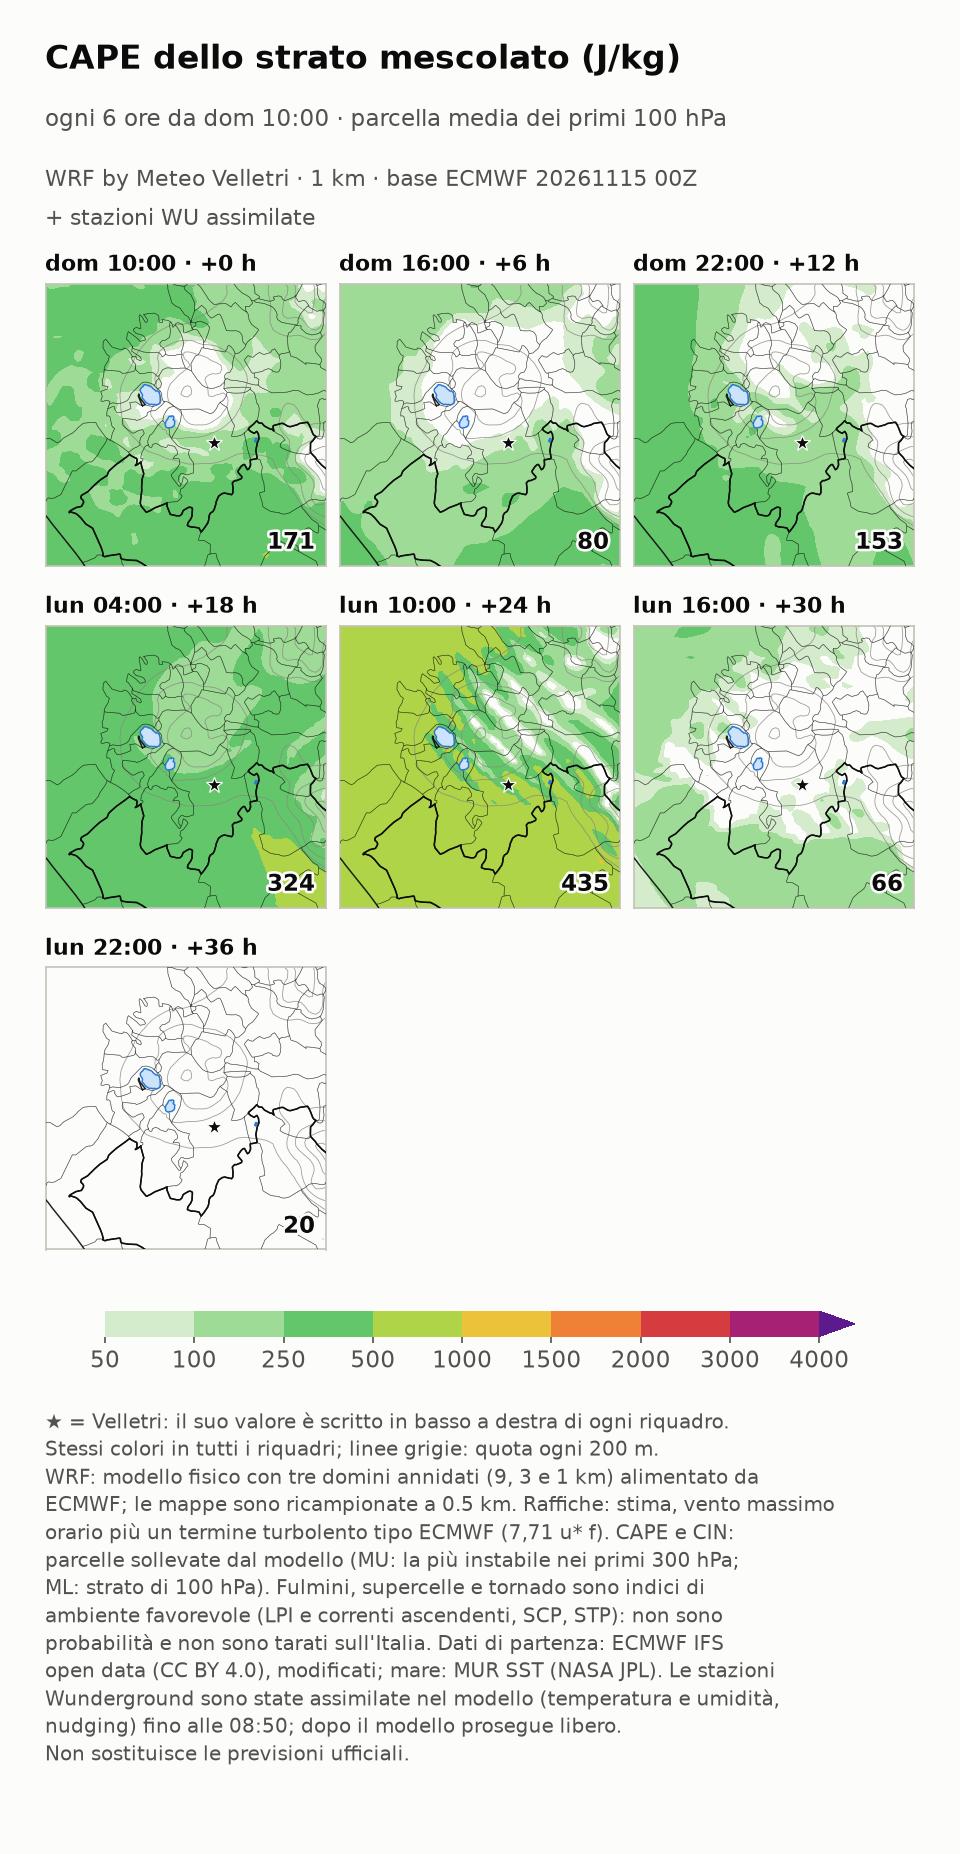 CAPE dello strato mescolato (J/kg)
ogni 6 ore da dom 10:00 · parcella media dei primi 100 hPa
WRF by Meteo Velletri · 1 km · base ECMWF 20261115 00Z
+ stazioni WU assimilate
dom 10:00 · +0 h
dom 16:00 · +6 h
dom 22:00 · +12 h
171
80
153
lun 04:00 · +18 h
lun 10:00 · +24 h
lun 16:00 · +30 h
324
435
66
lun 22:00 · +36 h
20
50 100 250 500 1000 1500 2000 3000 4000
★ = Velletri: il suo valore è scritto in basso a destra di ogni riquadro.
Stessi colori in tutti i riquadri; linee grigie: quota ogni 200 m.
WRF: modello fisico con tre domini annidati (9, 3 e 1 km) alimentato da
ECMWF; le mappe sono ricampionate a 0.5 km. Raffiche: stima, vento massimo
orario più un termine turbolento tipo ECMWF (7,71 u* f). CAPE e CIN:
parcelle sollevate dal modello (MU: la più instabile nei primi 300 hPa;
ML: strato di 100 hPa). Fulmini, supercelle e tornado sono indici di
ambiente favorevole (LPI e correnti ascendenti, SCP, STP): non sono
probabilità e non sono tarati sull'Italia. Dati di partenza: ECMWF IFS
open data (CC BY 4.0), modificati; mare: MUR SST (NASA JPL). Le stazioni
Wunderground sono state assimilate nel modello (temperatura e umidità,
nudging) fino alle 08:50; dopo il modello prosegue libero.
Non sostituisce le previsioni ufficiali.